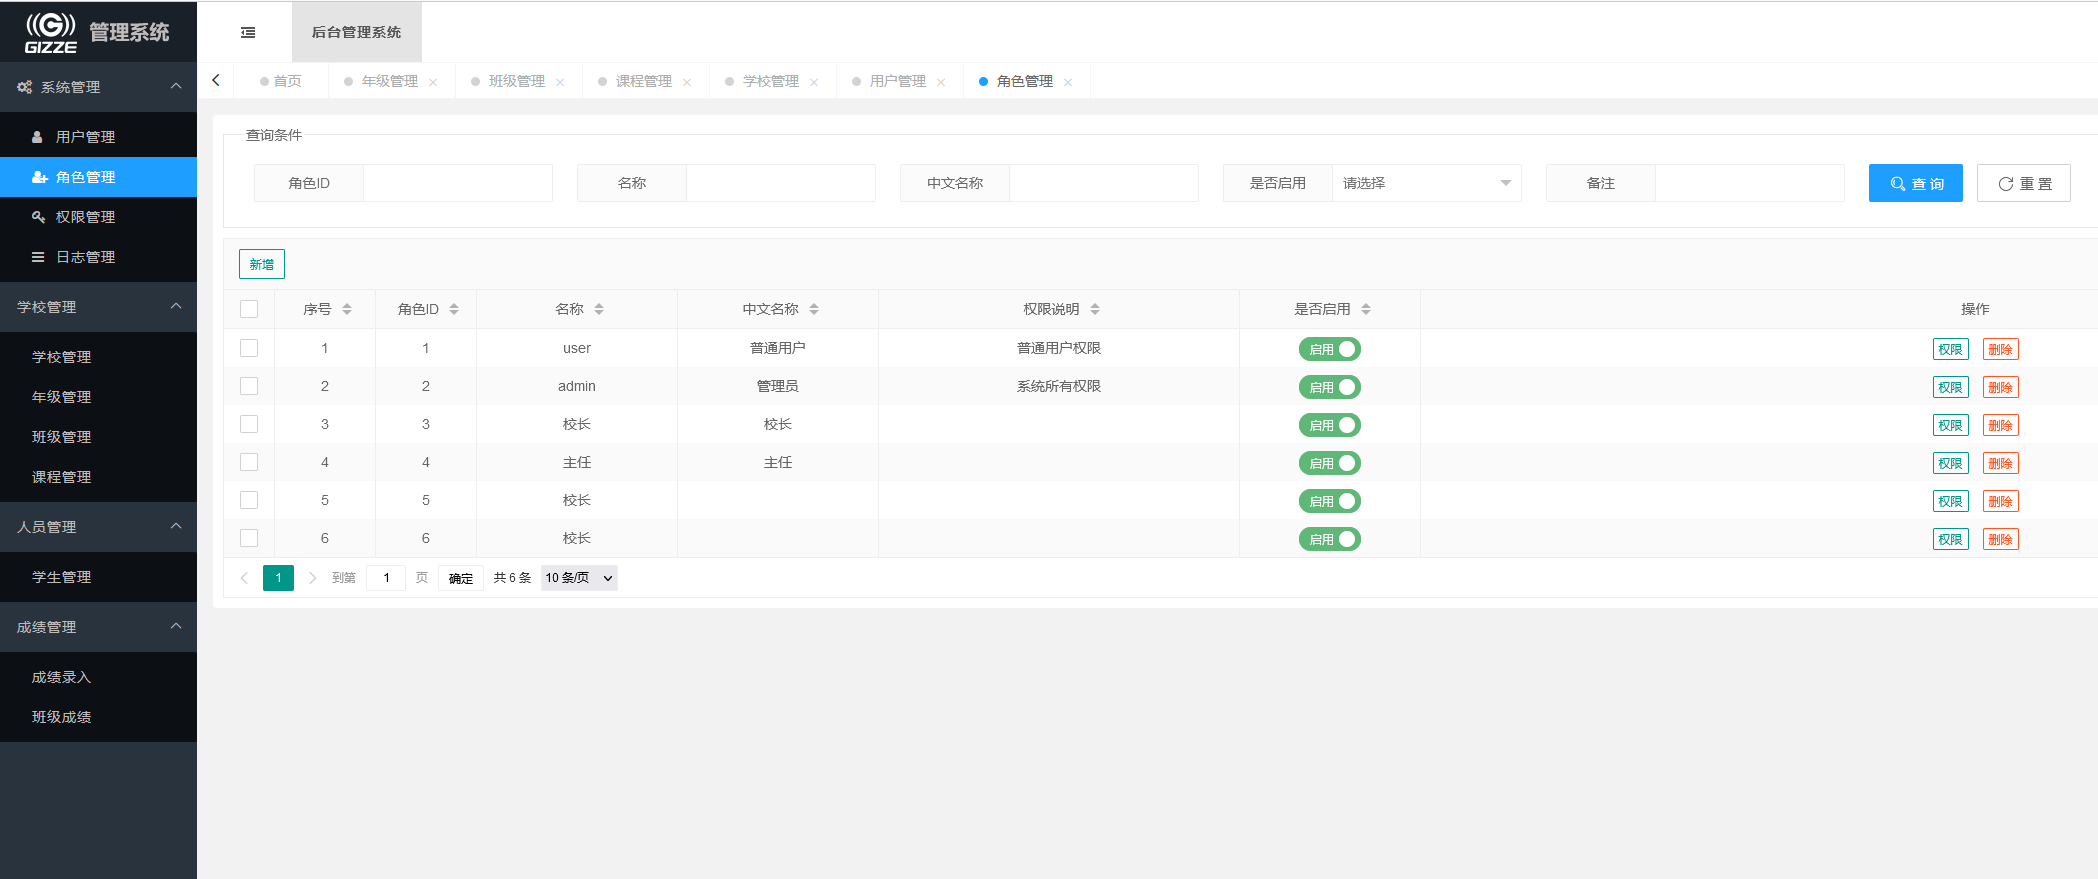 GIZZE
管理系统
系统管理
用户管理
角色管理
权限管理
日志管理
学校管理
学校管理
年级管理
班级管理
课程管理
人员管理
学生管理
成绩管理
成绩录入
班级成绩
后台管理系统
首页 年级管理 班级管理 课程管理 学校管理 用户管理 角色管理
查询条件
角色ID 名称 中文名称 是否启用 请选择 备注 查 询 重 置
新增
序号 角色ID 名称 中文名称 权限说明 是否启用 操作
1 1 user 普通用户 普通用户权限 启用 权限 删除
2 2 admin 管理员 系统所有权限 启用 权限 删除
3 3 校长 校长 启用 权限 删除
4 4 主任 主任 启用 权限 删除
5 5 校长 启用 权限 删除
6 6 校长 启用 权限 删除
1 到第 1 页 确定 共 6 条 10 条/页